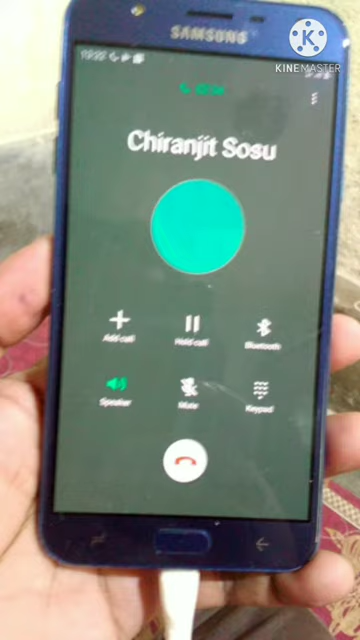 KINEMASTER
SAMSUNG
Chiranjit Sosu
Add call
Hold call
Bluetooth
Speaker
Mute
Keypad